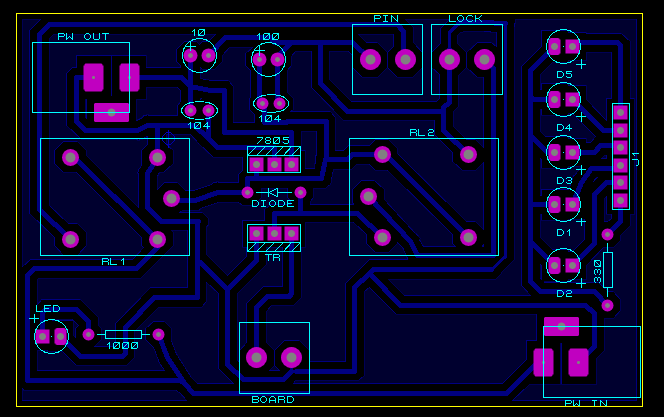 PIN LOCK
10 100
PW OUT
D5
104 104
D4
7805 RL2
J1
D3
DIODE
D1
RL1 TR
330
D2
LED
1000
BOARD PW IN